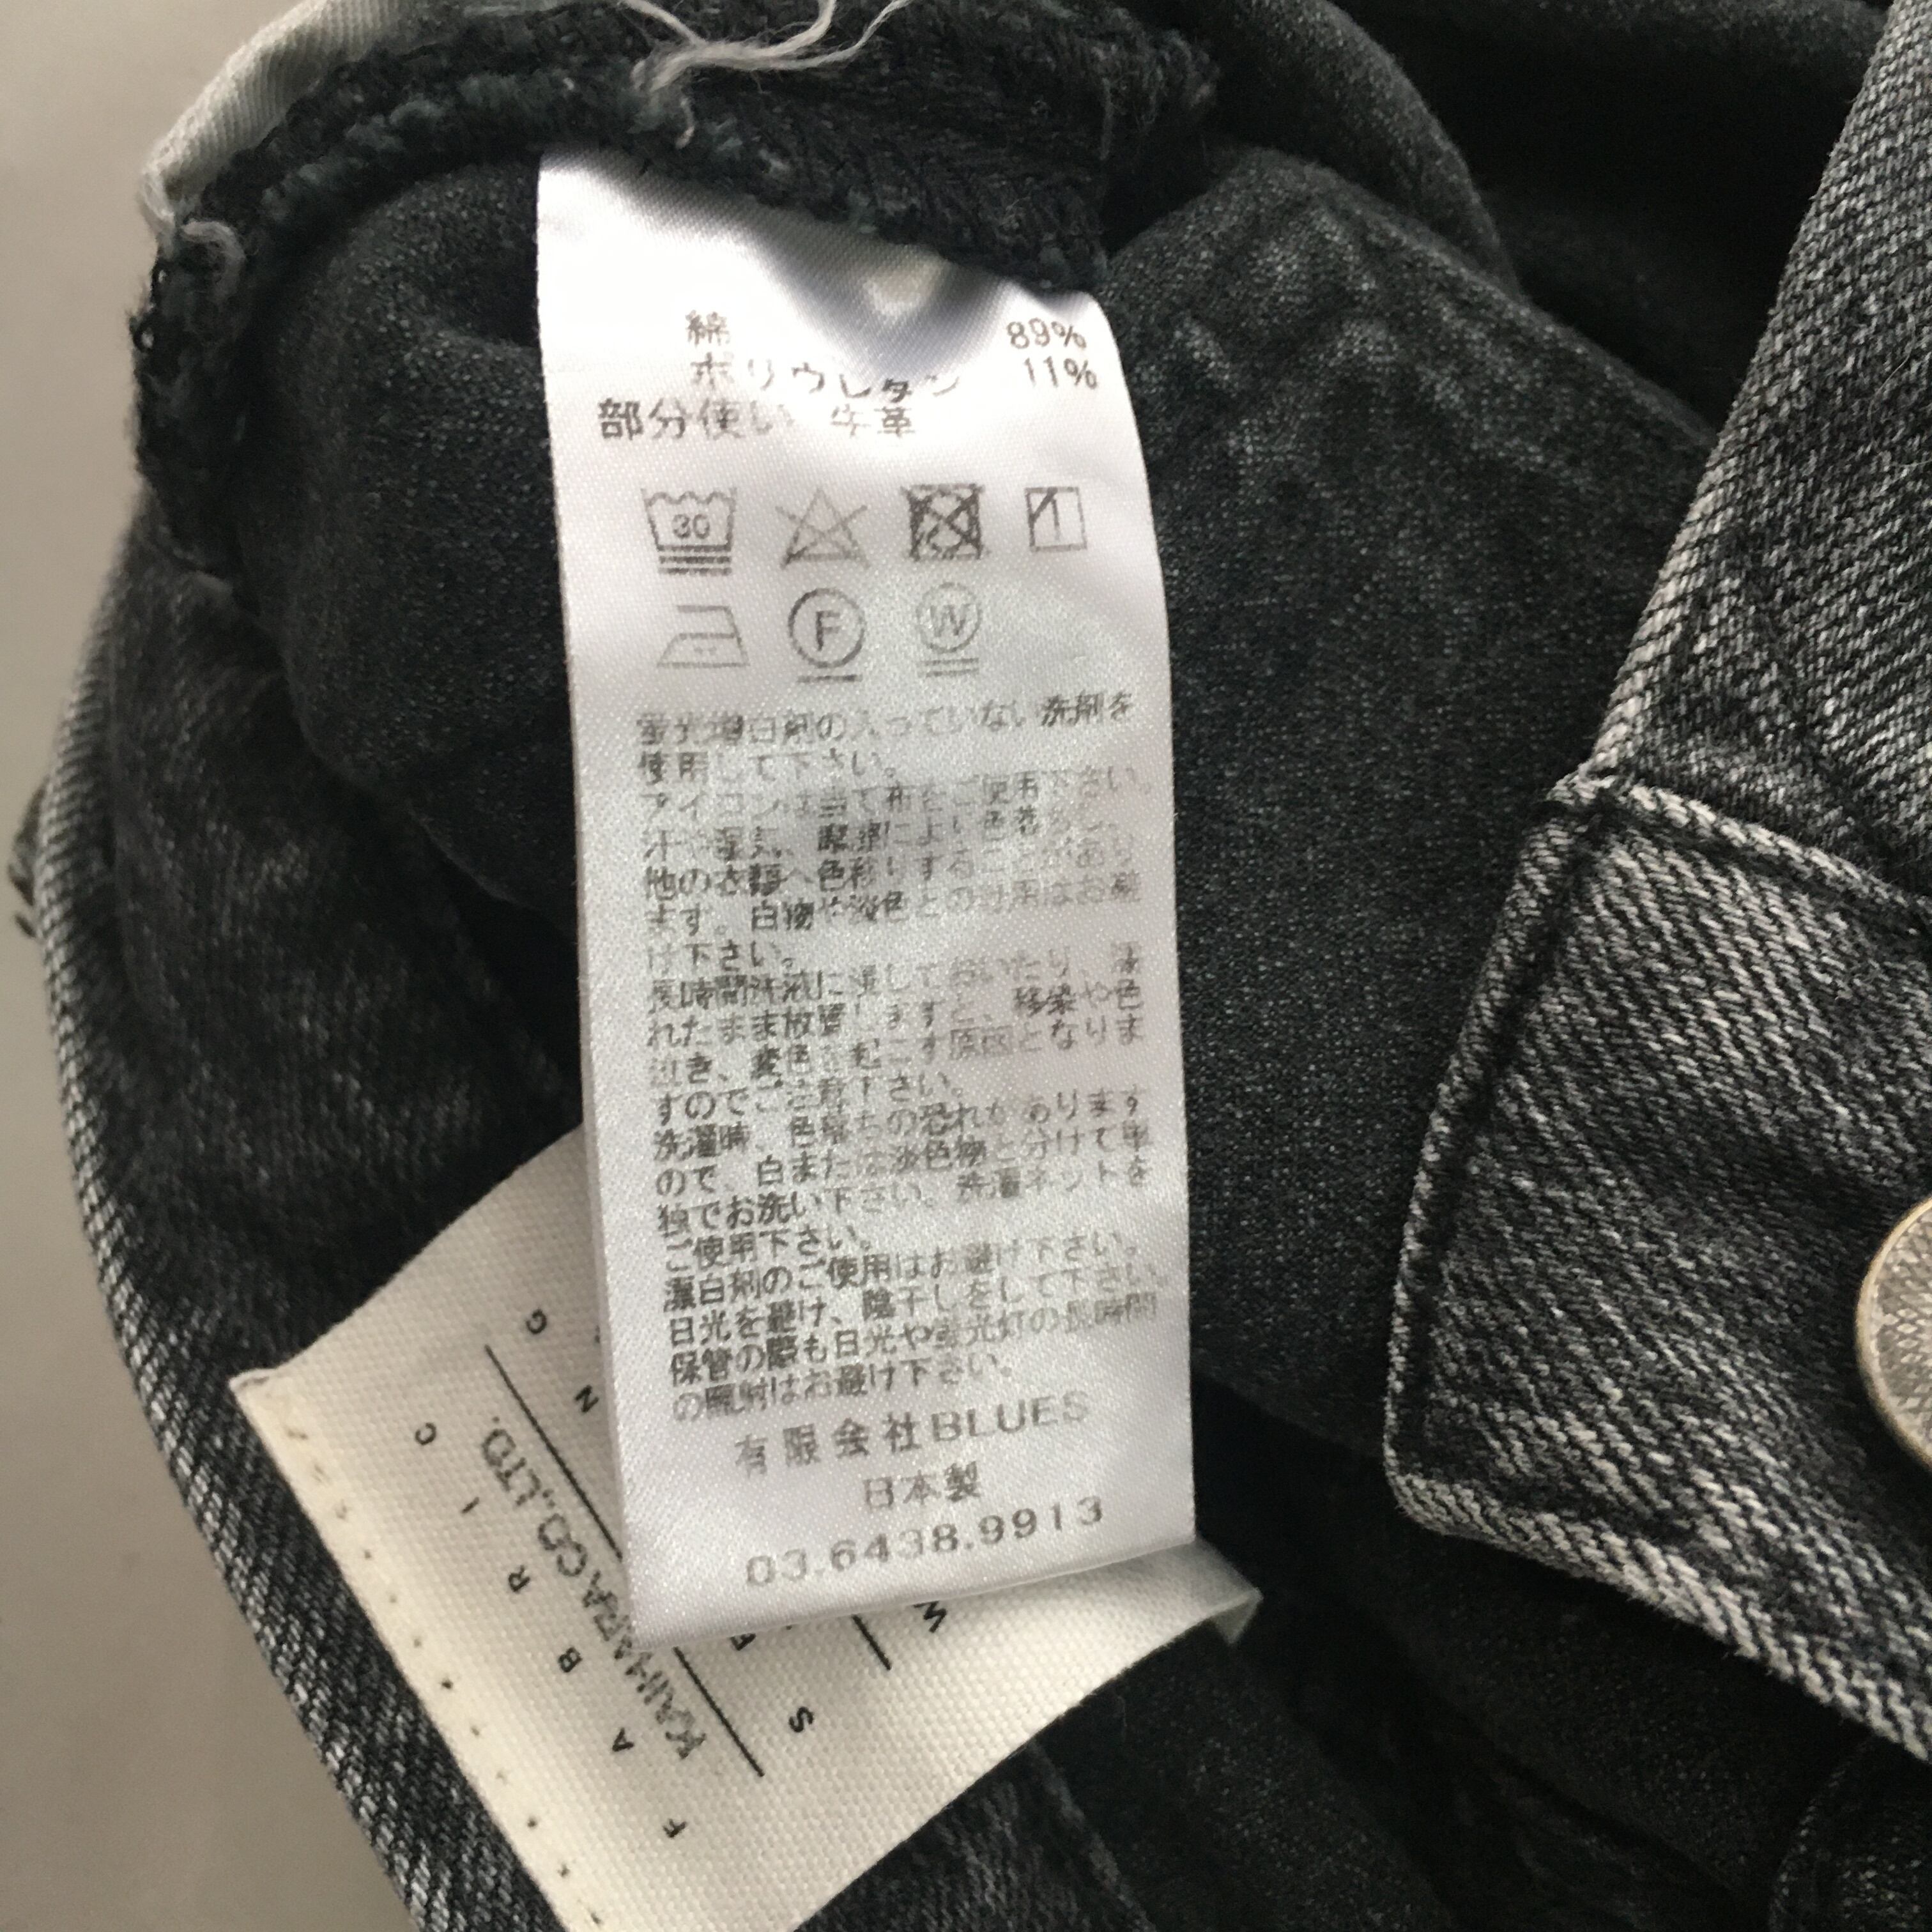 綿 89%
ポリウレタン 11%
部分使い 牛革
30
F W
蛍光増白剤の入っていない洗剤を
使用して下さい。
アイロンは当て布をご使用下さい。
汗や湿気、摩擦により色落ちし、
他の衣類へ色移りすることがあり
ます。白物や淡色との併用はお避
け下さい。
長時間洗液に浸しておいたり、濡
れたまま放置しますと、移染や色
泣き、変色を起こす原因となりま
すのでご注意下さい。
洗濯時、色落ちの恐れがあります
ので、白または淡色物と分けて単
独でお洗い下さい。洗濯ネットを
ご使用下さい。
漂白剤のご使用はお避け下さい。
日光を避け、陰干しをして下さい。
保管の際も日光や蛍光灯の長時間
の照射はお避け下さい。
有限会社BLUES
日本製
03.6438.9913
FABRIC
KAIHARA CO.,LTD.